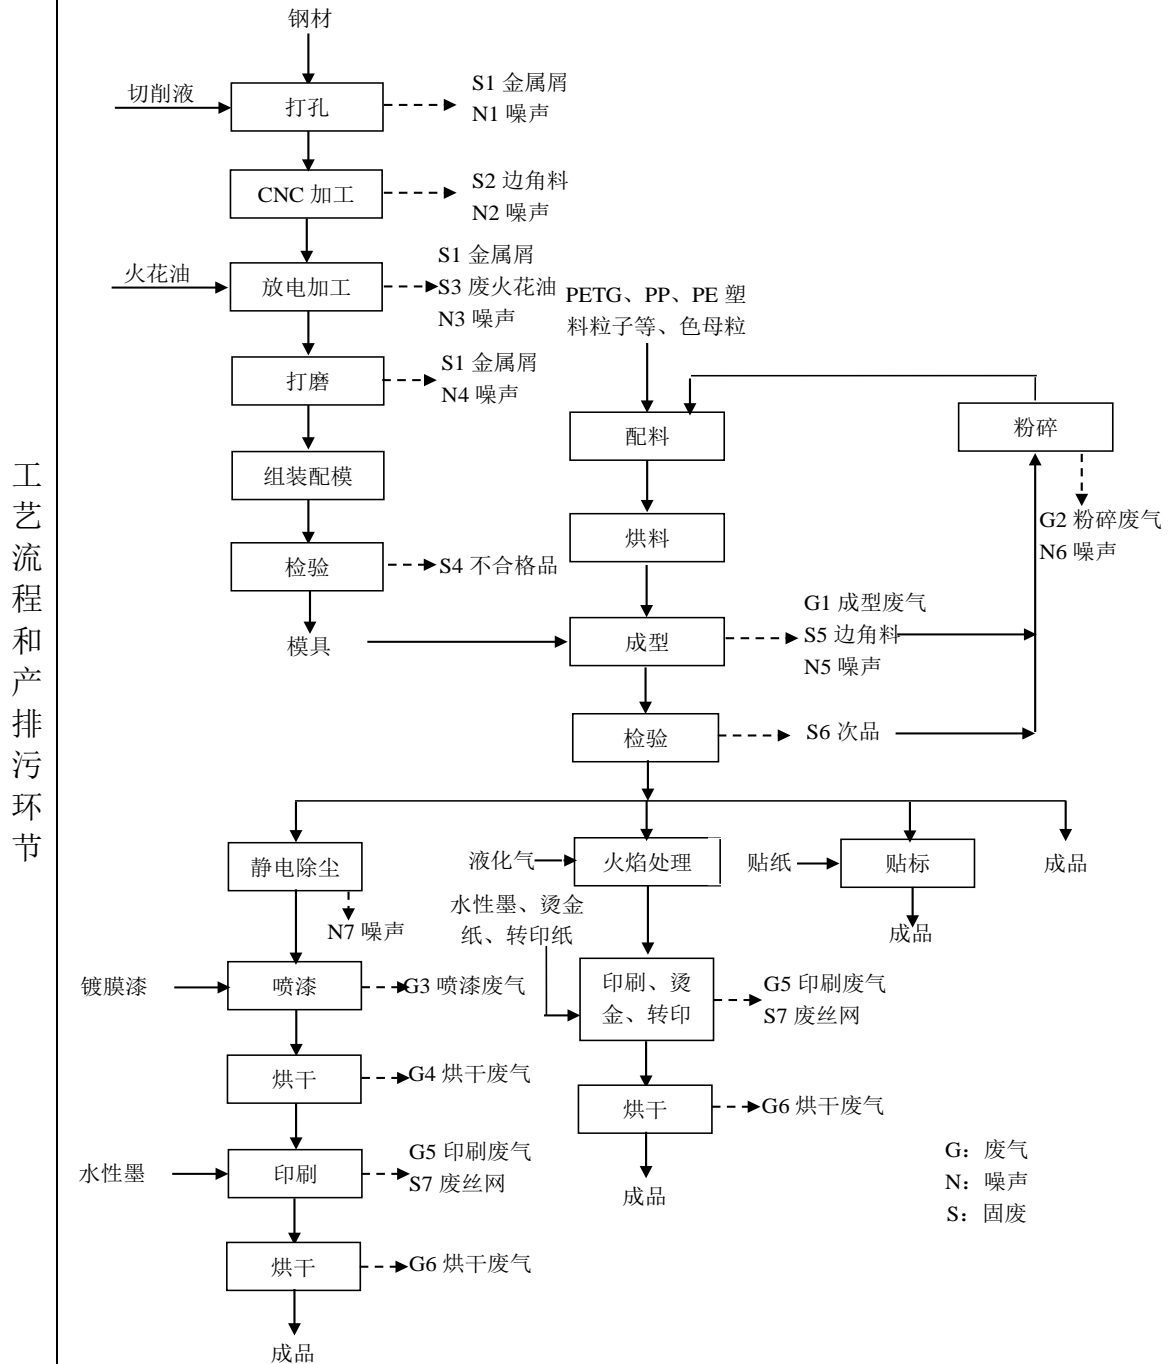 工艺流程和产排污环节
钢材
切削液
打孔
S1 金属屑
N1 噪声
CNC 加工
S2 边角料
N2 噪声
火花油
放电加工
S1 金属屑
S3 废火花油
N3 噪声
打磨
S1 金属屑
N4 噪声
组装配模
检验
S4 不合格品
模具
PETG、PP、PE 塑
料粒子等、色母粒
配料
粉碎
G2 粉碎废气
N6 噪声
烘料
成型
G1 成型废气
S5 边角料
N5 噪声
检验
S6 次品
静电除尘
N7 噪声
镀膜漆
喷漆
G3 喷漆废气
烘干
G4 烘干废气
水性墨
印刷
G5 印刷废气
S7 废丝网
烘干
G6 烘干废气
成品
液化气
火焰处理
水性墨、烫金
纸、转印纸
印刷、烫
金、转印
G5 印刷废气
S7 废丝网
烘干
G6 烘干废气
成品
贴纸
贴标
成品
成品
G：废气
N：噪声
S：固废